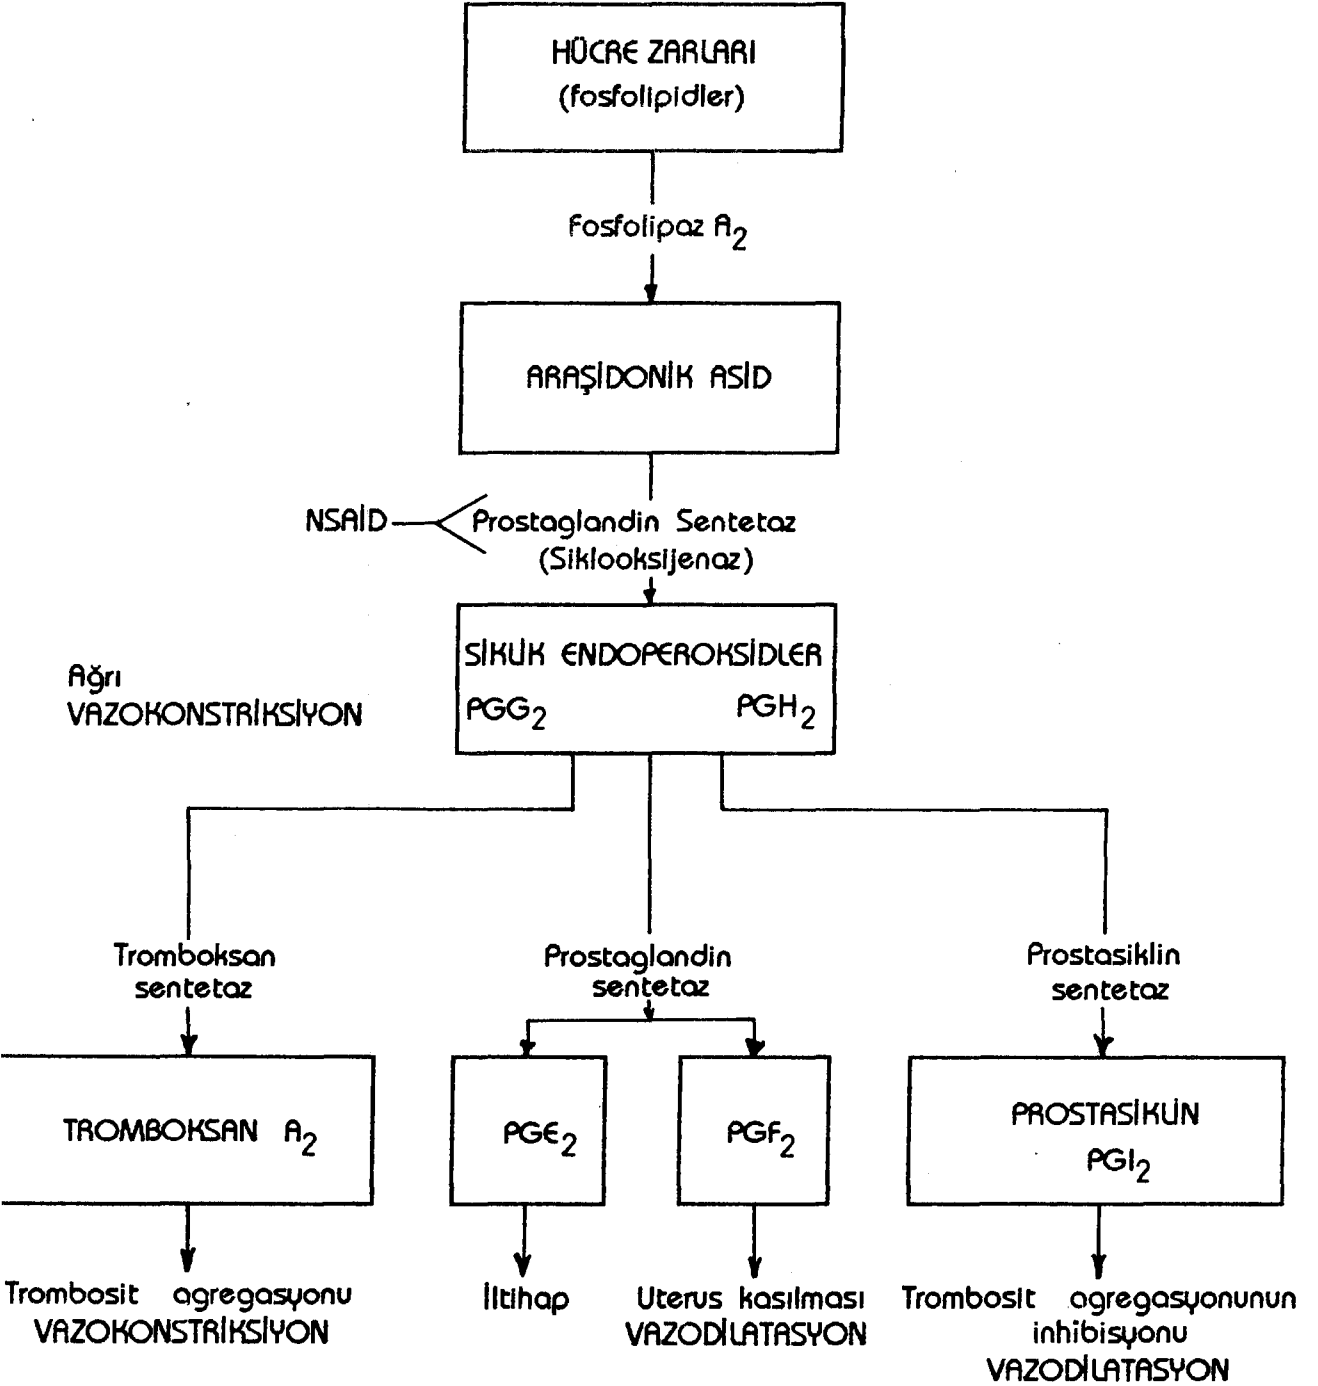 HÜCRE ZARLARI
(fosfolipidler)
Fosfolipaz A₂
ARAŞİDONİK ASİD
NSAİD
Prostaglandin Sentetaz
(Siklooksijenaz)
SİKLİK ENDOPEROKSİDLER
PGG₂ PGH₂
Ağrı
VAZOKONSTRİKSİYON
Tromboksan
sentetaz
Prostaglandin
sentetaz
Prostasiklin
sentetaz
TROMBOKSAN A₂
PGE₂
PGF₂
PROSTASİKLİN
PGI₂
Trombosit agregasyonu
VAZOKONSTRİKSİYON
İltihap
Uterus kasılması
VAZODİLATASYON
Trombosit agregasyonunun
inhibisyonu
VAZODİLATASYON